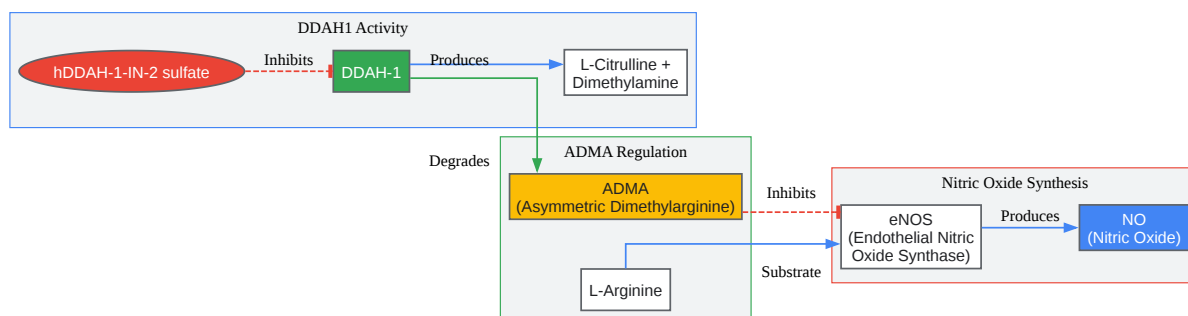 DDAH1 Activity
hDDAH-1-IN-2 sulfate
Inhibits
DDAH-1
Produces
L-Citrulline +
Dimethylamine
Degrades
ADMA Regulation
ADMA
(Asymmetric Dimethylarginine)
Inhibits
L-Arginine
Substrate
Nitric Oxide Synthesis
eNOS
(Endothelial Nitric
Oxide Synthase)
Produces
NO
(Nitric Oxide)